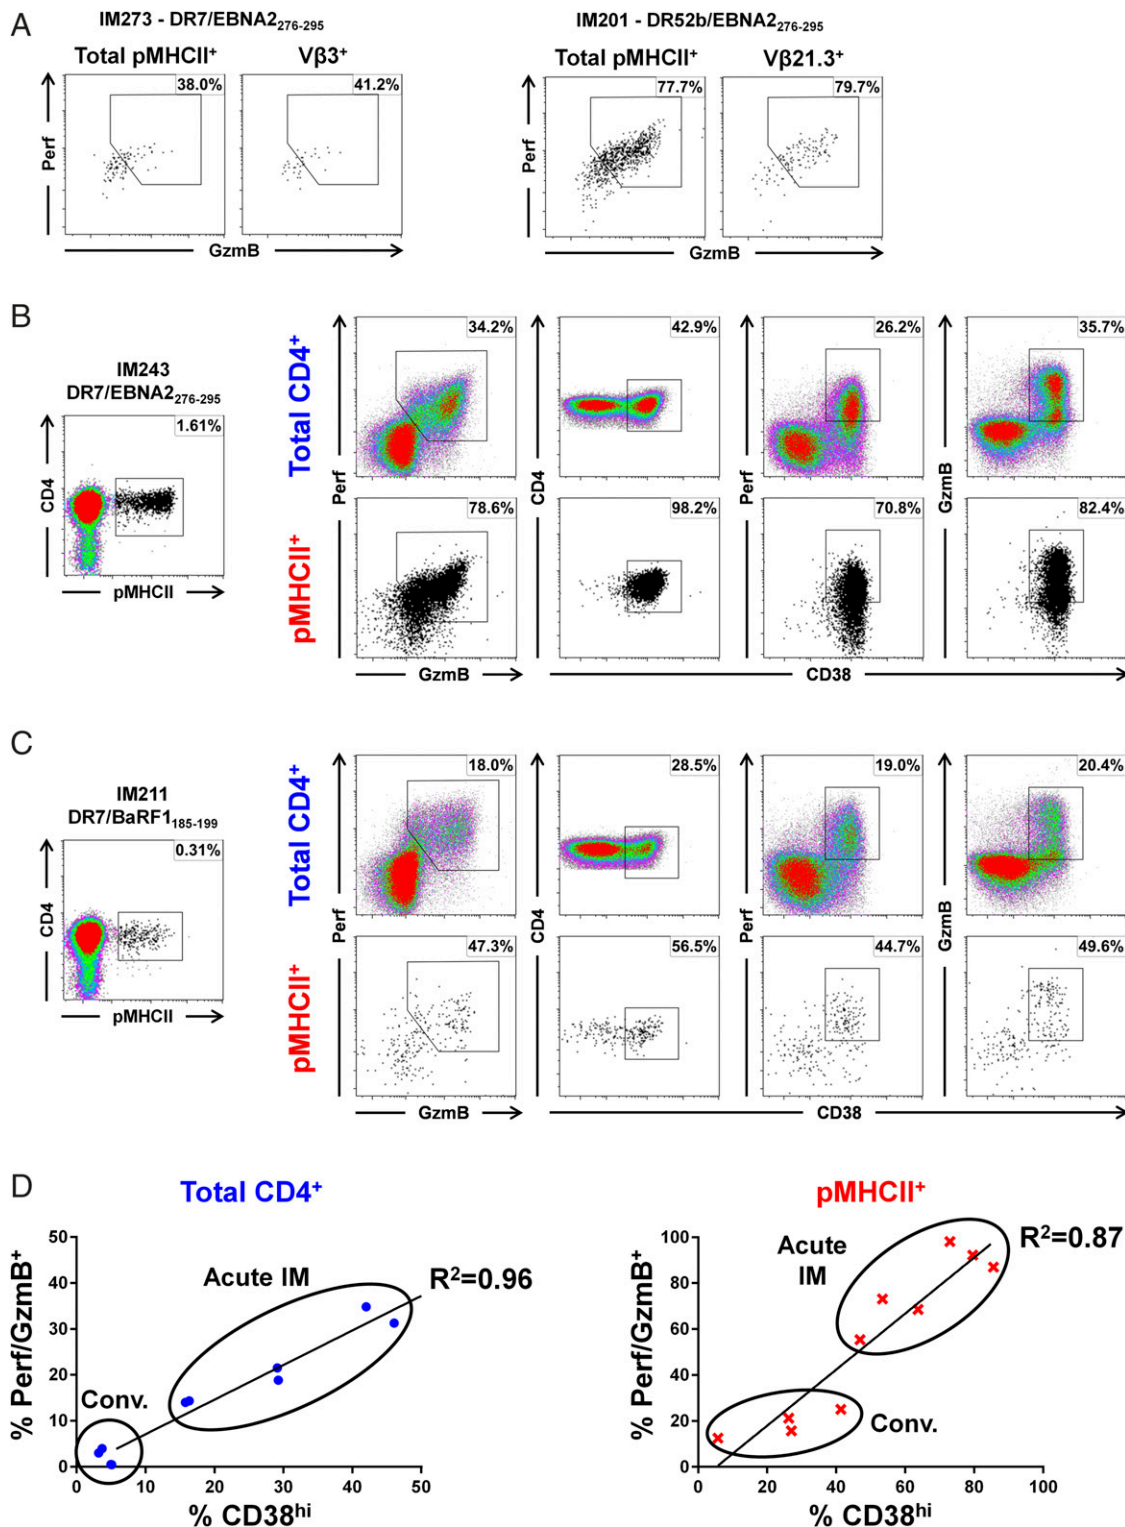 A
IM273 - DR7/EBNA2276-295
IM201 - DR52b/EBNA2276-295
Total pMHCII+
Vβ3+
Total pMHCII+
Vβ21.3+
38.0%
41.2%
77.7%
79.7%
Perf
Perf
GzmB
GzmB
B
IM243
DR7/EBNA2276-295
1.61%
CD4
pMHCII
Total CD4+
34.2%
42.9%
26.2%
35.7%
Perf
CD4
Perf
GzmB
pMHCII+
78.6%
98.2%
70.8%
82.4%
GzmB
CD38
C
IM211
DR7/BaRF1185-199
0.31%
CD4
pMHCII
Total CD4+
18.0%
28.5%
19.0%
20.4%
Perf
CD4
Perf
GzmB
pMHCII+
47.3%
56.5%
44.7%
49.6%
GzmB
CD38
D
Total CD4+
% Perf/GzmB+
50
40
30
20
10
0
Acute IM
R2=0.96
Conv.
0 10 20 30 40 50
% CD38hi
pMHCII+
% Perf/GzmB+
100
80
60
40
20
0
Acute
IM
R2=0.87
Conv.
0 20 40 60 80 100
% CD38hi